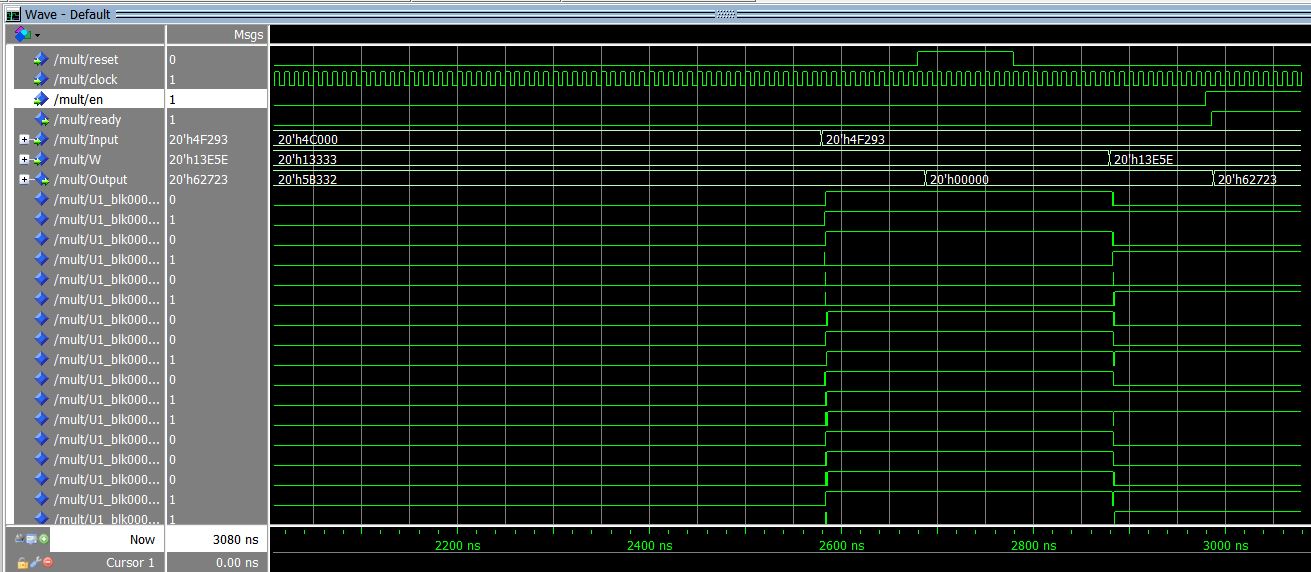 Wave - Default
Msgs
/mult/reset 0
/mult/clock 1
/mult/en 1
/mult/ready 1
/mult/Input 20'h4F293 20'h4C000 20'h4F293
/mult/W 20'h13E5E 20'h13333 20'h13E5E
/mult/Output 20'h62723 20'h5B332 20'h00000 20'h62723
/mult/U1_blk000... 0
/mult/U1_blk000... 1
/mult/U1_blk000... 0
/mult/U1_blk000... 1
/mult/U1_blk000... 0
/mult/U1_blk000... 1
/mult/U1_blk000... 0
/mult/U1_blk000... 0
/mult/U1_blk000... 1
/mult/U1_blk000... 0
/mult/U1_blk000... 1
/mult/U1_blk000... 1
/mult/U1_blk000... 0
/mult/U1_blk000... 0
/mult/U1_blk000... 0
/mult/U1_blk000... 1
/mult/U1_blk000... 1
Now 3080 ns 2200 ns 2400 ns 2600 ns 2800 ns 3000 ns
Cursor 1 0.00 ns